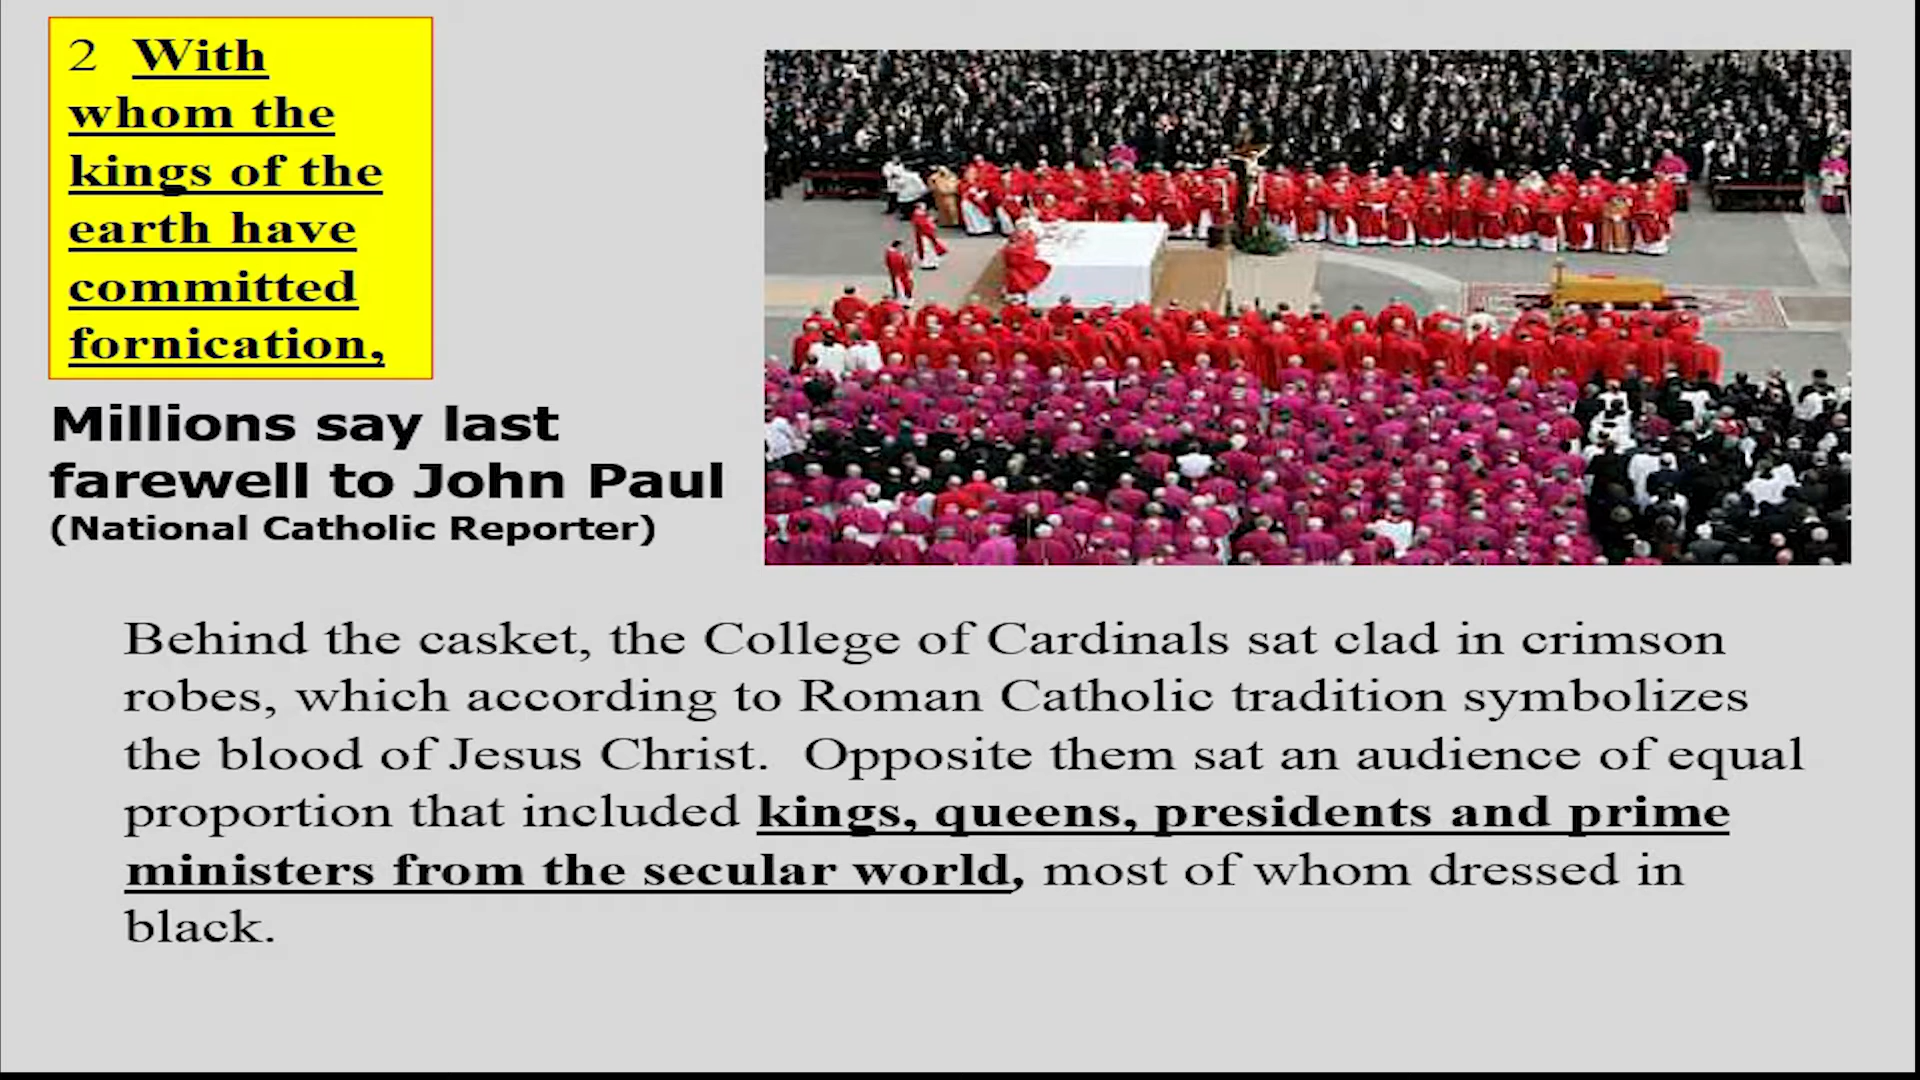 2 With
whom the
kings of the
earth have
committed
fornication,
Millions say last
farewell to John Paul
(National Catholic Reporter)
Behind the casket, the College of Cardinals sat clad in crimson
robes, which according to Roman Catholic tradition symbolizes
the blood of Jesus Christ. Opposite them sat an audience of equal
proportion that included kings, queens, presidents and prime
ministers from the secular world, most of whom dressed in
black.